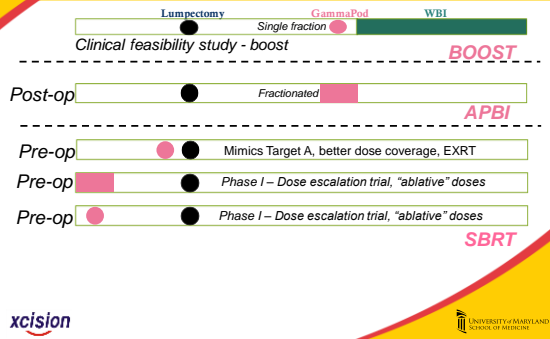 Lumpectomy GammaPod WBI
Single fraction
Clinical feasibility study - boost
BOOST
Post-op Fractionated
APBI
Pre-op Mimics Target A, better dose coverage, EXRT
Pre-op Phase I – Dose escalation trial, “ablative” doses
Pre-op Phase I – Dose escalation trial, “ablative” doses
SBRT
xcision
UNIVERSITY of MARYLAND
SCHOOL OF MEDICINE